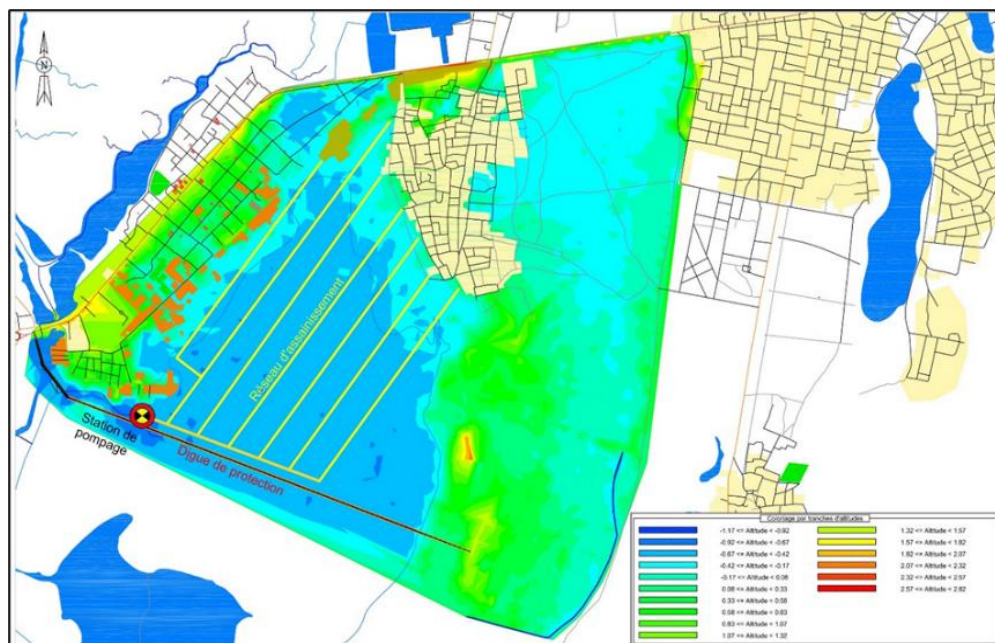 N
Réseau d'assainissement
Station de
pompage
Digue de protection
Coloriage par tranches d'altitudes
-1.17 <= Altitude < -0.92
-0.92 <= Altitude < -0.67
-0.67 <= Altitude < -0.42
-0.42 <= Altitude < -0.17
-0.17 <= Altitude < 0.08
0.08 <= Altitude < 0.33
0.33 <= Altitude < 0.58
0.58 <= Altitude < 0.83
0.83 <= Altitude < 1.07
1.07 <= Altitude < 1.32
1.32 <= Altitude < 1.57
1.57 <= Altitude < 1.82
1.82 <= Altitude < 2.07
2.07 <= Altitude < 2.32
2.32 <= Altitude < 2.57
2.57 <= Altitude < 2.82